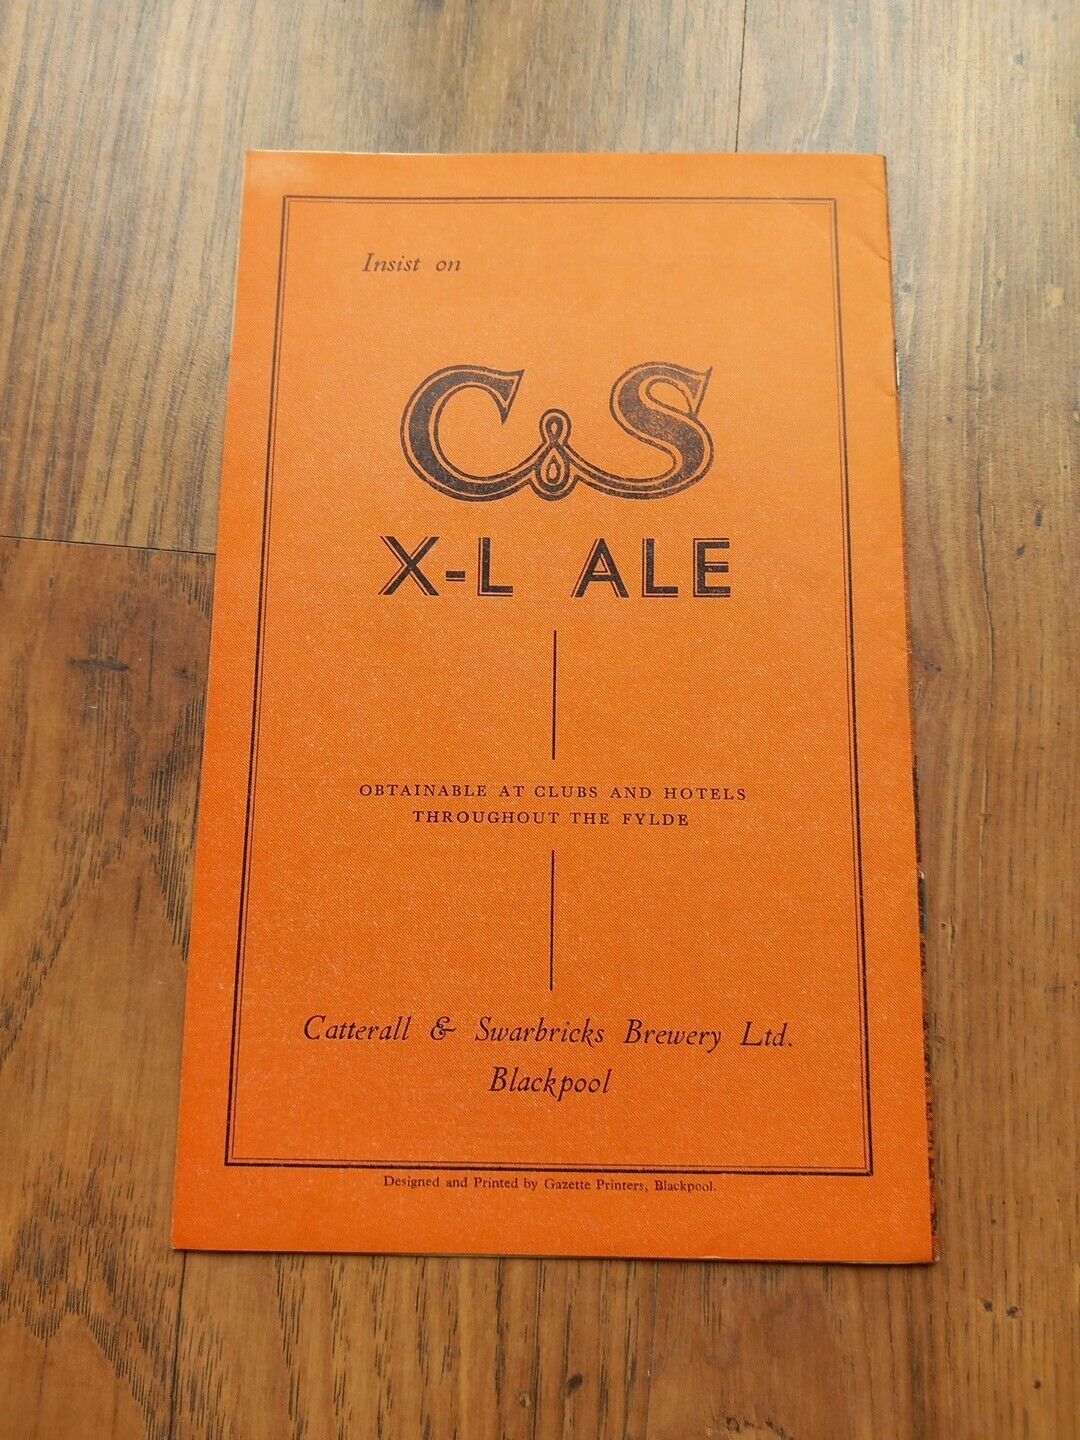 Insist on
C&S
X-L ALE
OBTAINABLE AT CLUBS AND HOTELS
THROUGHOUT THE FYLDE
Catterall & Swarbricks Brewery Ltd.
Blackpool
Designed and Printed by Gazette Printers, Blackpool.